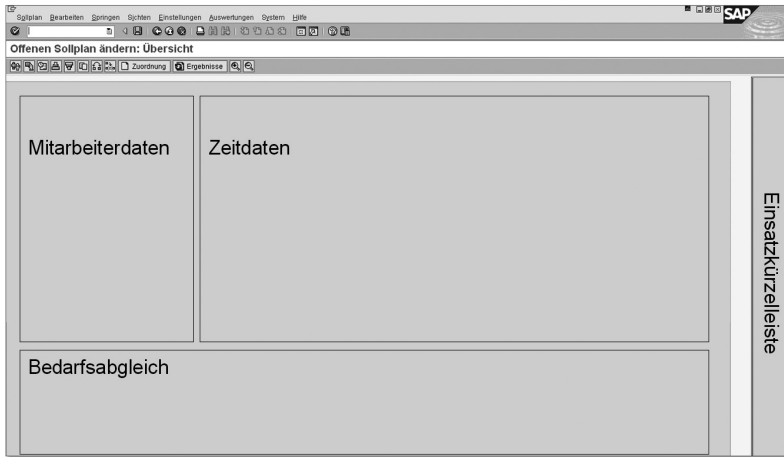 Sollplan Bearbeiten Springen Sichten Einstellungen Auswertungen System Hilfe
SAP
Offenen Sollplan ändern: Übersicht
Zuordnung Ergebnisse
Mitarbeiterdaten
Zeitdaten
Einsatzkürzelleiste
Bedarfsabgleich